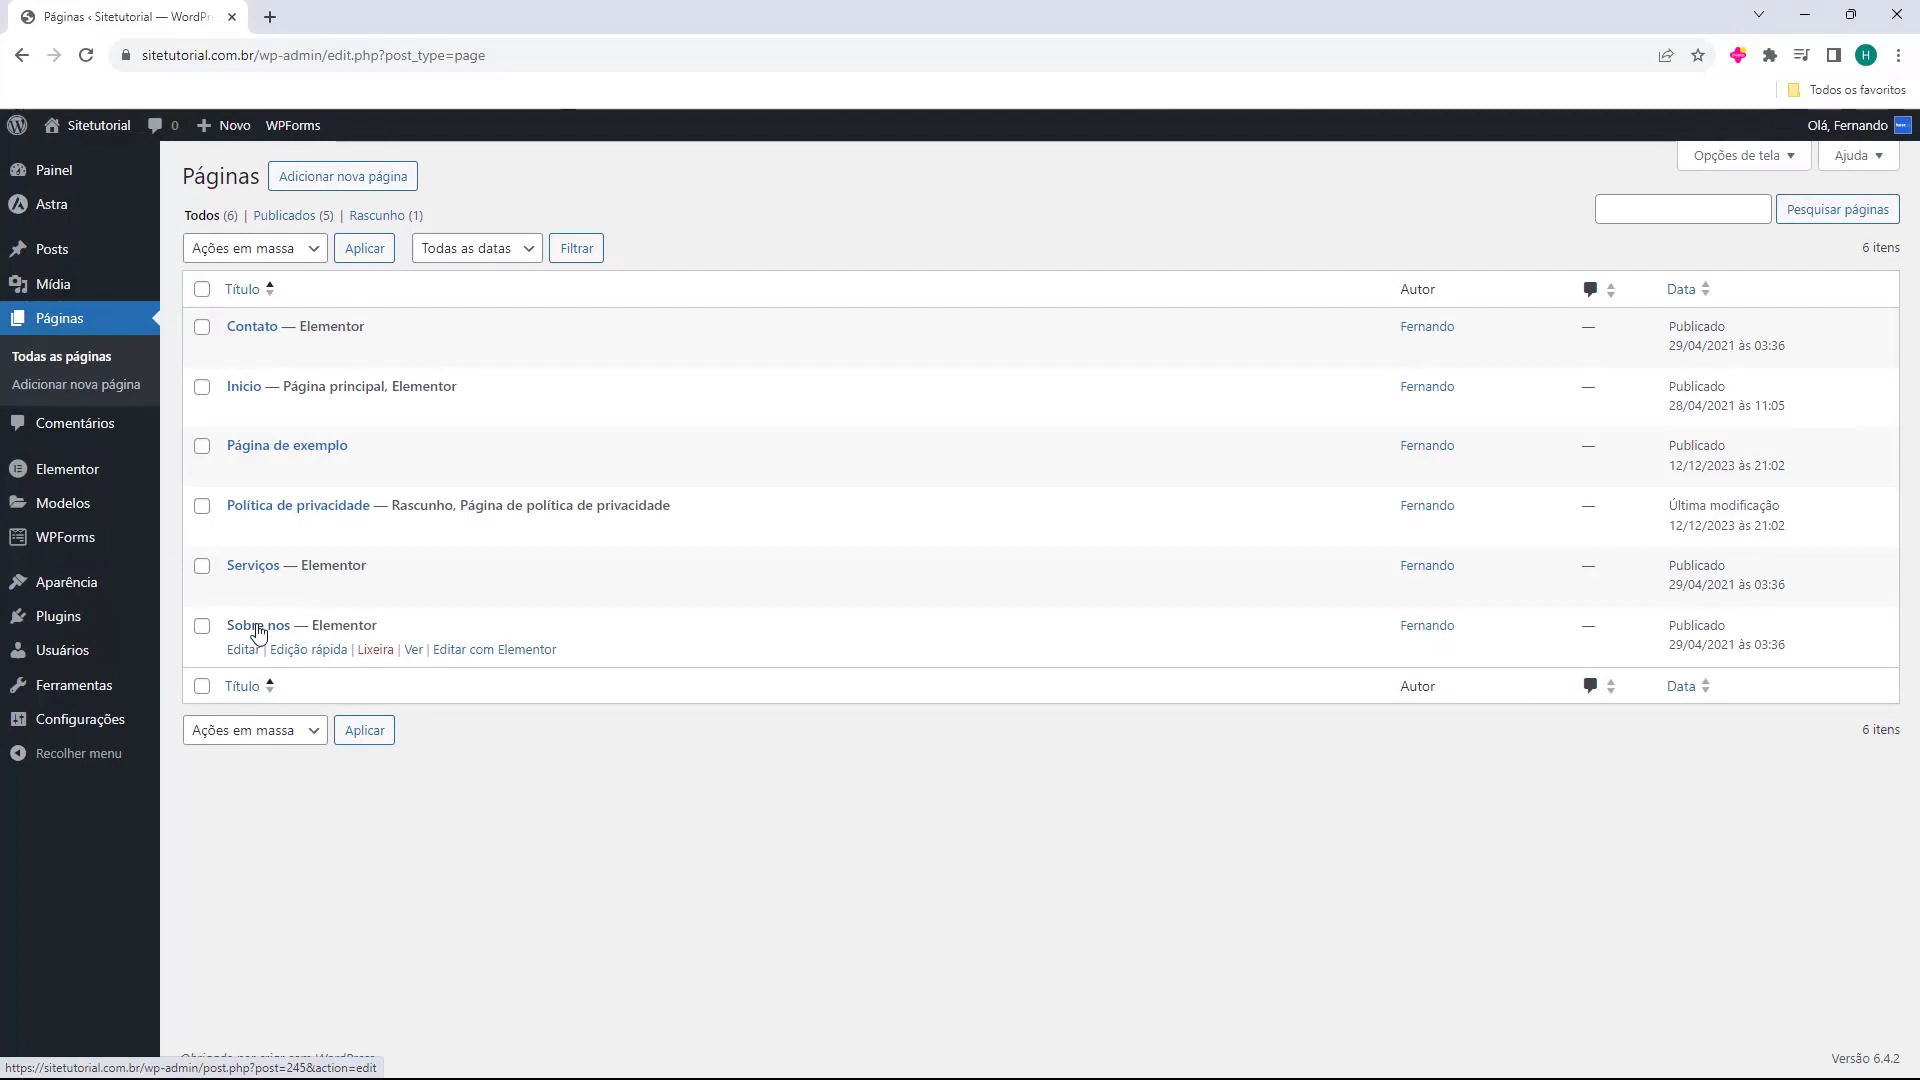 Páginas ‹ Sitetutorial — WordPr
sitetutorial.com.br/wp-admin/edit.php?post_type=page
H
Todos os favoritos
Sitetutorial 0 Novo WPForms Olá, Fernando
Painel
Astra
Posts
Mídia
Páginas
Todas as páginas
Adicionar nova página
Comentários
Elementor
Modelos
WPForms
Aparência
Plugins
Usuários
Ferramentas
Configurações
Recolher menu
Opções de tela Ajuda
Páginas Adicionar nova página
Todos (6) | Publicados (5) | Rascunho (1)
Pesquisar páginas
Ações em massa Aplicar Todas as datas Filtrar 6 itens
Título Autor Data
Contato — Elementor Fernando — Publicado
29/04/2021 às 03:36
Inicio — Página principal, Elementor Fernando — Publicado
28/04/2021 às 11:05
Página de exemplo Fernando — Publicado
12/12/2023 às 21:02
Política de privacidade — Rascunho, Página de política de privacidade Fernando — Última modificação
12/12/2023 às 21:02
Serviços — Elementor Fernando — Publicado
29/04/2021 às 03:36
Sobre nos — Elementor Fernando — Publicado
Editar | Edição rápida | Lixeira | Ver | Editar com Elementor 29/04/2021 às 03:36
Título Autor Data
Ações em massa Aplicar 6 itens
Obrigado por criar com WordPress.
Versão 6.4.2
https://sitetutorial.com.br/wp-admin/post.php?post=245&action=edit